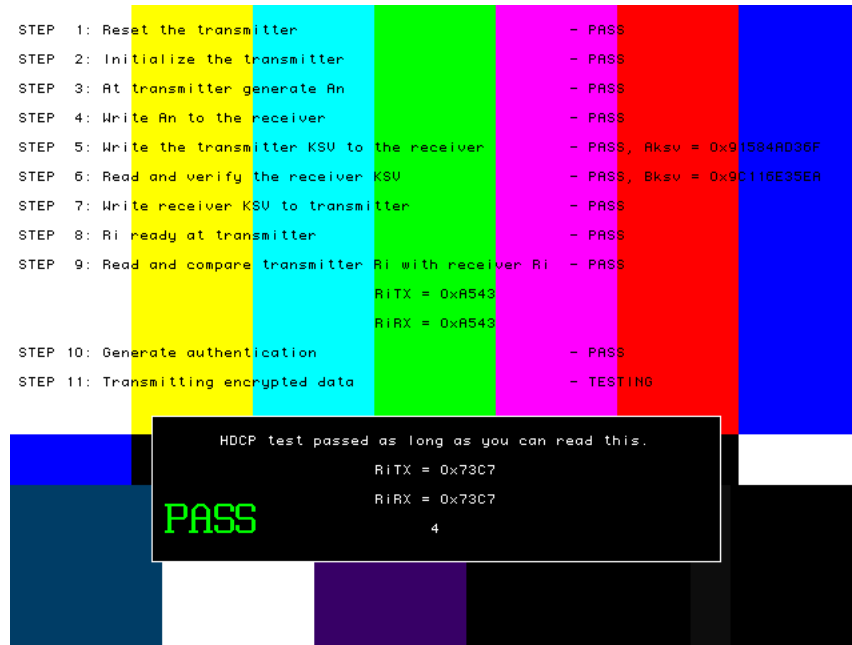 STEP 1: Reset the transmitter - PASS
STEP 2: Initialize the transmitter - PASS
STEP 3: At transmitter generate An - PASS
STEP 4: Write An to the receiver - PASS
STEP 5: Write the transmitter KSV to the receiver - PASS, Aksv = 0x91584AD36F
STEP 6: Read and verify the receiver KSV - PASS, Bksv = 0x9C116E35EA
STEP 7: Write receiver KSV to transmitter - PASS
STEP 8: Ri ready at transmitter - PASS
STEP 9: Read and compare transmitter Ri with receiver Ri - PASS
RiTX = 0xA543
RiRX = 0xA543
STEP 10: Generate authentication - PASS
STEP 11: Transmitting encrypted data - TESTING
HDCP test passed as long as you can read this.
RiTX = 0x73C7
RiRX = 0x73C7
PASS
4